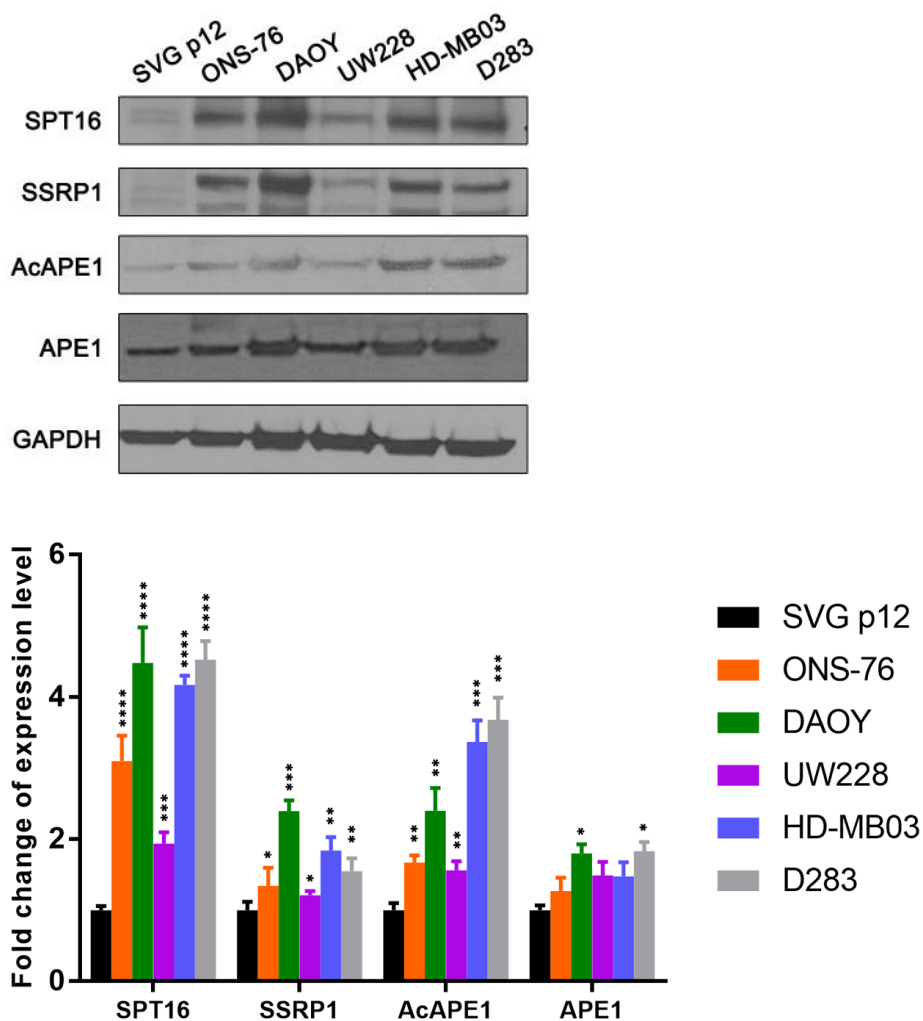 SVG p12 ONS-76 DAOY UW228 HD-MB03 D283
SPT16
SSRP1
AcAPE1
APE1
GAPDH
Fold change of expression level
6
4
2
0
**** **** *** **** ****
* *** * ** **
** ** ** *** ***
* *
SPT16 SSRP1 AcAPE1 APE1
SVG p12
ONS-76
DAOY
UW228
HD-MB03
D283